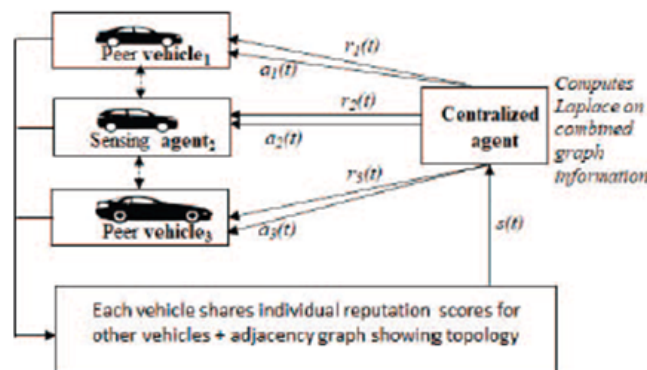 Peer vehicle₁
r₁(t)
a₁(t)
Sensing agent₂
r₂(t)
a₂(t)
Peer vehicle₃
r₃(t)
a₃(t)
Centralized
agent
Computes
Laplace on
combined
graph
information
s(t)
Each vehicle shares individual reputation scores for
other vehicles + adjacency graph showing topology